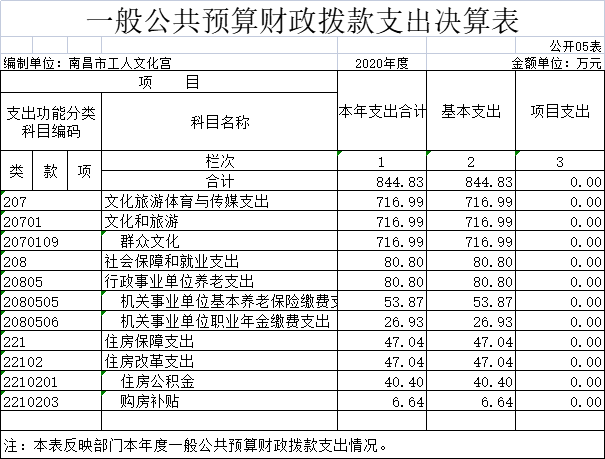 一般公共预算财政拨款支出决算表
公开05表
编制单位：南昌市工人文化宫 2020年度 金额单位：万元
项 目 本年支出合计 基本支出 项目支出
支出功能分类科目编码 科目名称
类 款 项 栏次 1 2 3
合计 844.83 844.83 0.00
207 文化旅游体育与传媒支出 716.99 716.99 0.00
20701 文化和旅游 716.99 716.99 0.00
2070109 群众文化 716.99 716.99 0.00
208 社会保障和就业支出 80.80 80.80 0.00
20805 行政事业单位养老支出 80.80 80.80 0.00
2080505 机关事业单位基本养老保险缴费支 53.87 53.87 0.00
2080506 机关事业单位职业年金缴费支出 26.93 26.93 0.00
221 住房保障支出 47.04 47.04 0.00
22102 住房改革支出 47.04 47.04 0.00
2210201 住房公积金 40.40 40.40 0.00
2210203 购房补贴 6.64 6.64 0.00
注：本表反映部门本年度一般公共预算财政拨款支出情况。